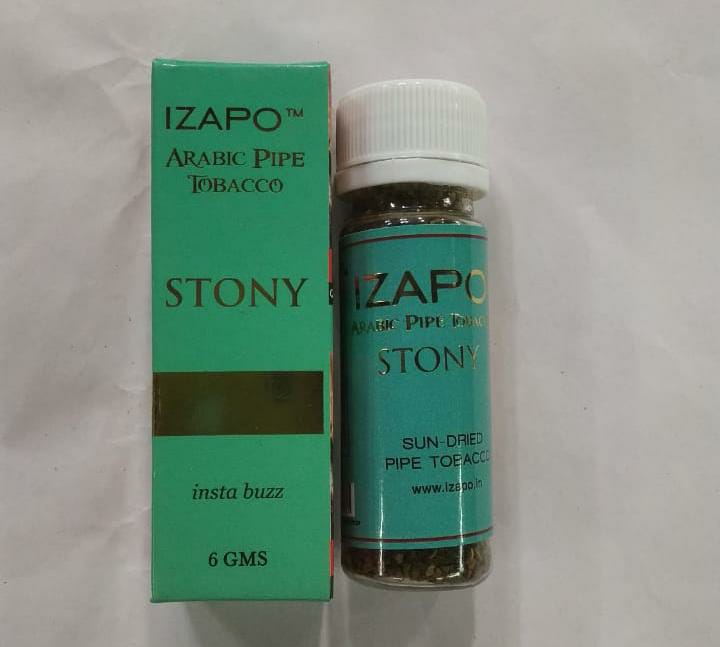 IZAPO™
ARABIC PIPE
TOBACCO
STONY
insta buzz
6 GMS
IZAPO
ARABIC PIPE TOBACCO
STONY
SUN-DRIED
PIPE TOBACCO
www.izapo.in